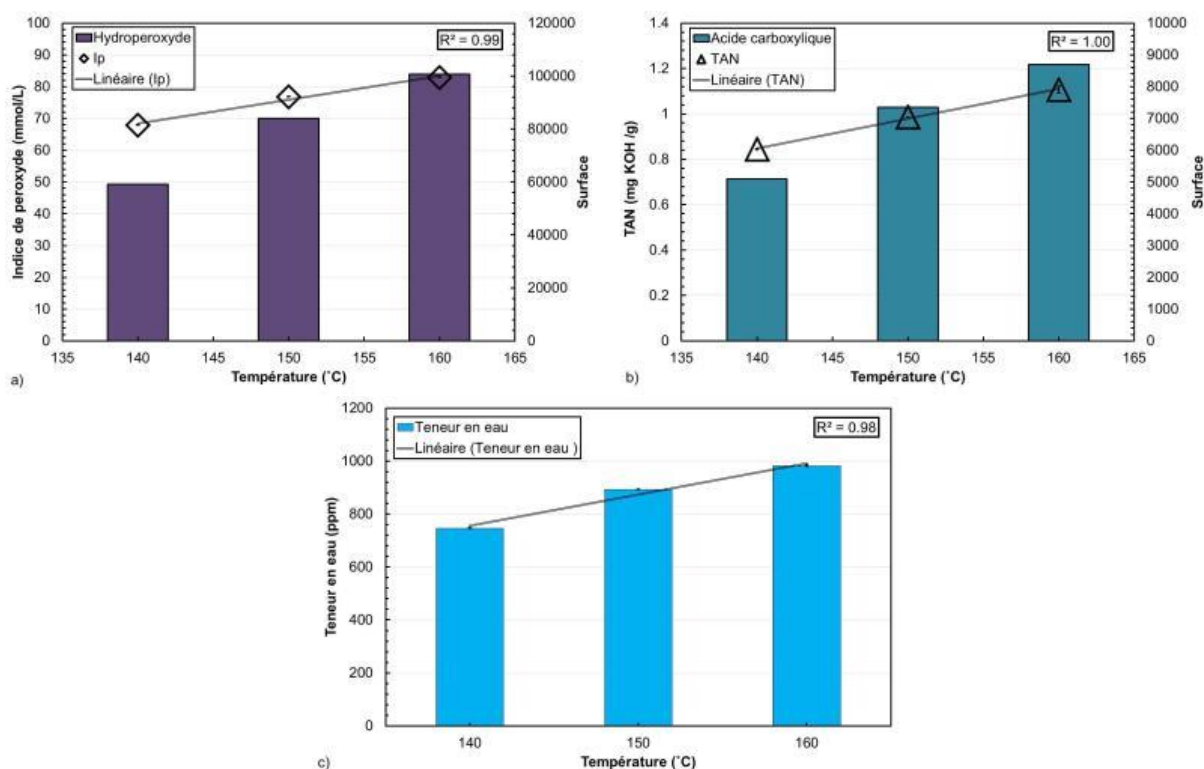 Hydroperoxyde
Ip
Linéaire (Ip)
R² = 0.99
Indice de peroxyde (mmol/L)
100
90
80
70
60
50
40
30
20
10
0
120000
100000
80000
60000
40000
20000
0
Surface
135 140 145 150 155 160 165
Température (˚C)
a)
Acide carboxylique
TAN
Linéaire (TAN)
R² = 1.00
TAN (mg KOH /g)
1.4
1.2
1
0.8
0.6
0.4
0.2
0
10000
9000
8000
7000
6000
5000
4000
3000
2000
1000
0
Surface
135 140 145 150 155 160 165
Température (˚C)
b)
Teneur en eau
Linéaire (Teneur en eau )
R² = 0.98
Teneur en eau (ppm)
1200
1000
800
600
400
200
0
140 150 160
Température (˚C)
c)